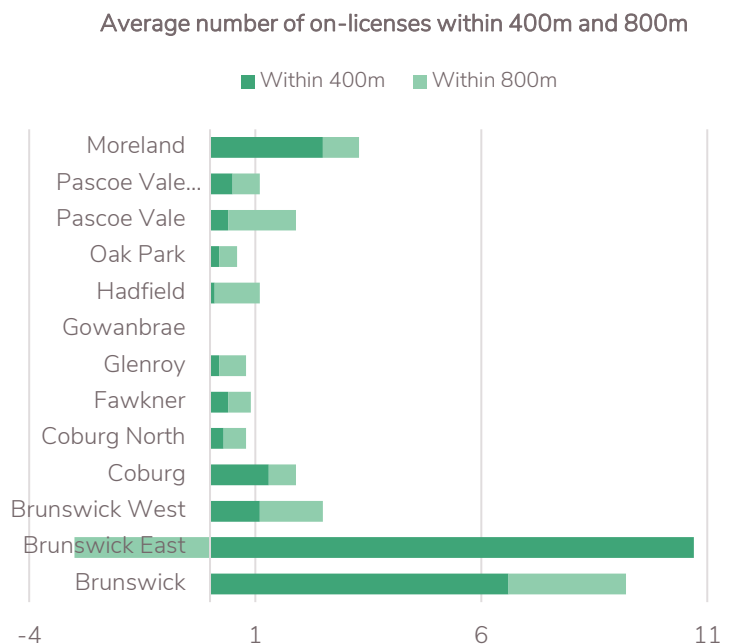 Average number of on-licenses within 400m and 800m
Within 400m Within 800m
Moreland
Pascoe Vale...
Pascoe Vale
Oak Park
Hadfield
Gowanbrae
Glenroy
Fawkner
Coburg North
Coburg
Brunswick West
Brunswick East
Brunswick
-4 1 6 11